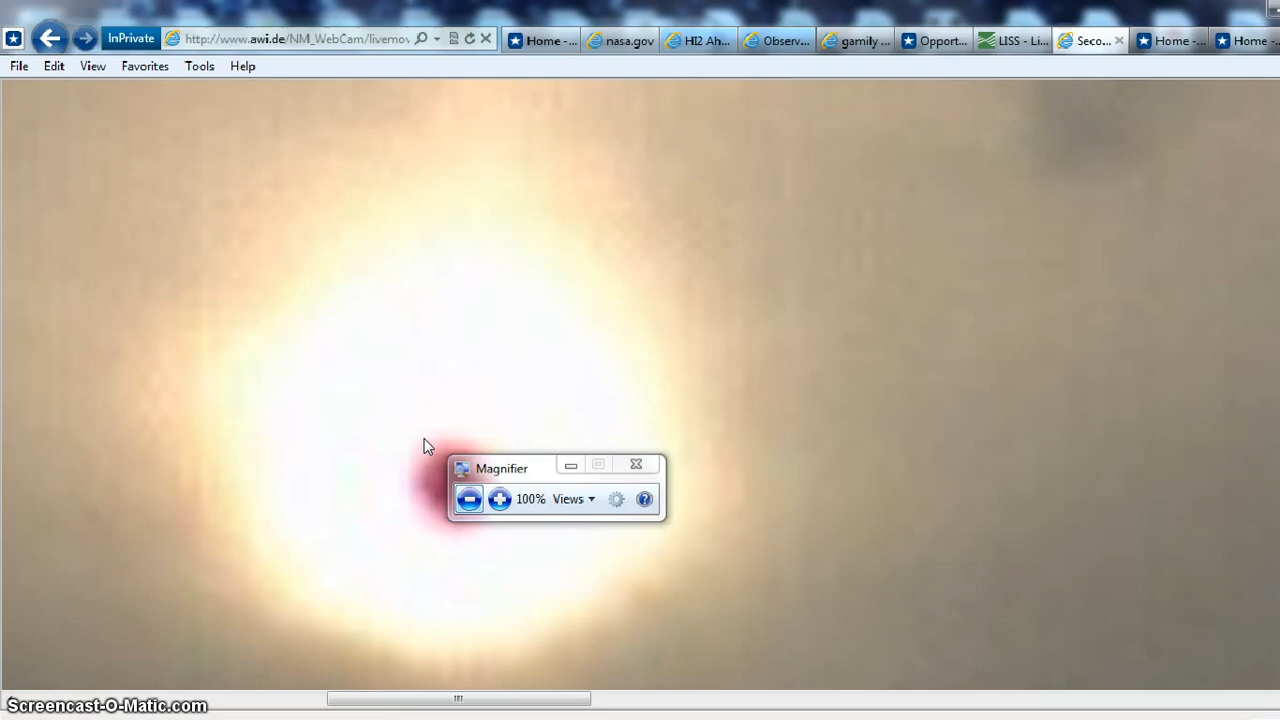 InPrivate http://www.awi.de/NM_WebCam/livemov Home -... nasa.gov HI2 Ah... Observ... gamily ... Opport... LISS - Li... Seco... Home -... Home -
File Edit View Favorites Tools Help
Magnifier
100% Views
Screencast-O-Matic.com